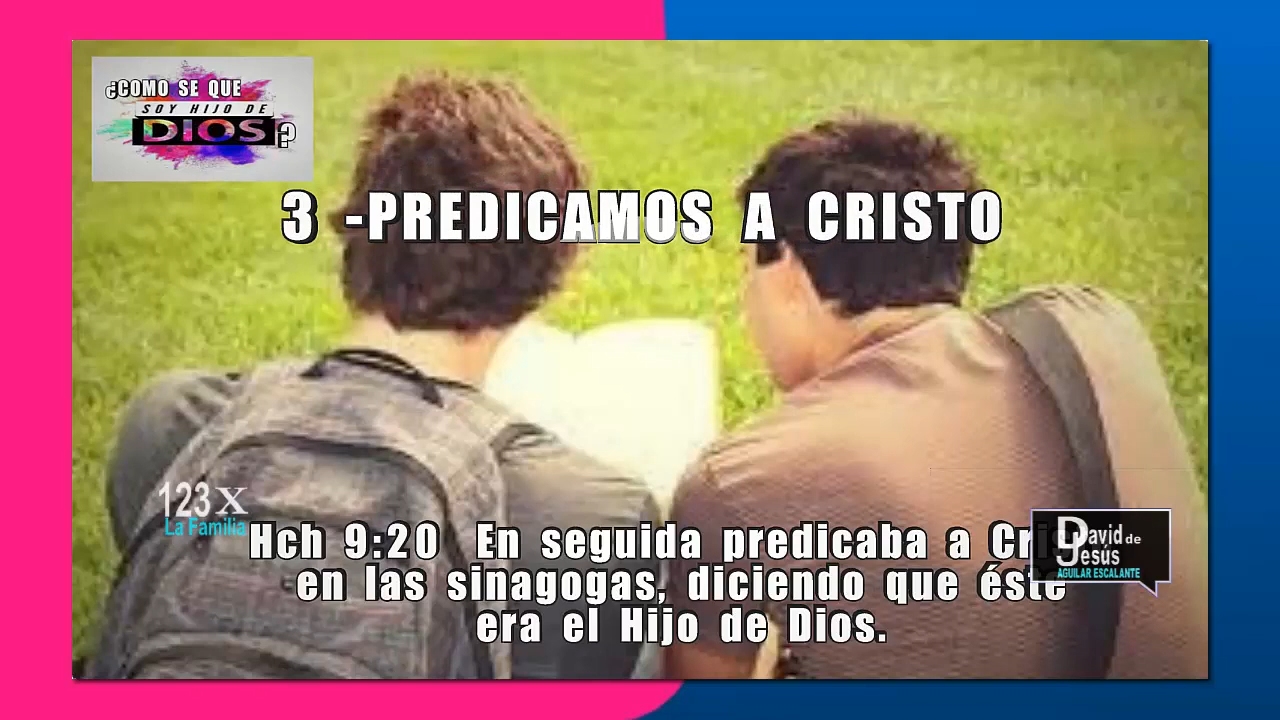 ¿COMO SE QUE
SOY HIJO DE
DIOS?
3 -PREDICAMOS A CRISTO
123X
La Familia
Hch 9:20 En seguida predicaba a
en las sinagogas, diciendo que éste
era el Hijo de Dios.
David de
Jesús
AGUILAR ESCALANTE